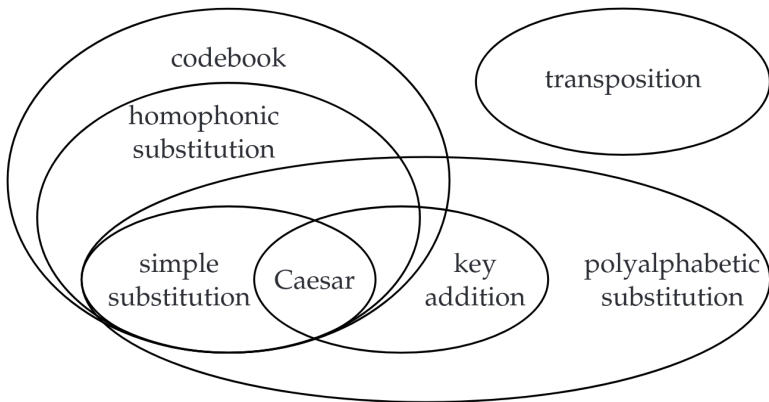 codebook
transposition
homophonic
substitution
simple
substitution
Caesar
key
addition
polyalphabetic
substitution